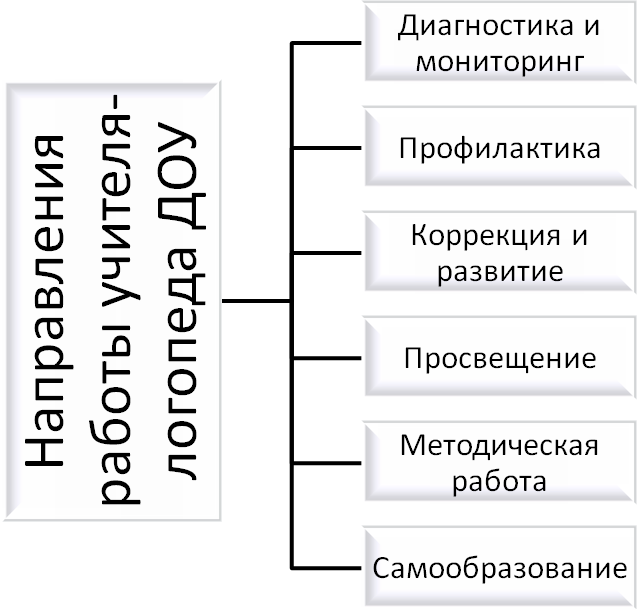 Направления
работы учителя-
логопеда ДОУ
Диагностика и
мониторинг
Профилактика
Коррекция и
развитие
Просвещение
Методическая
работа
Самообразование